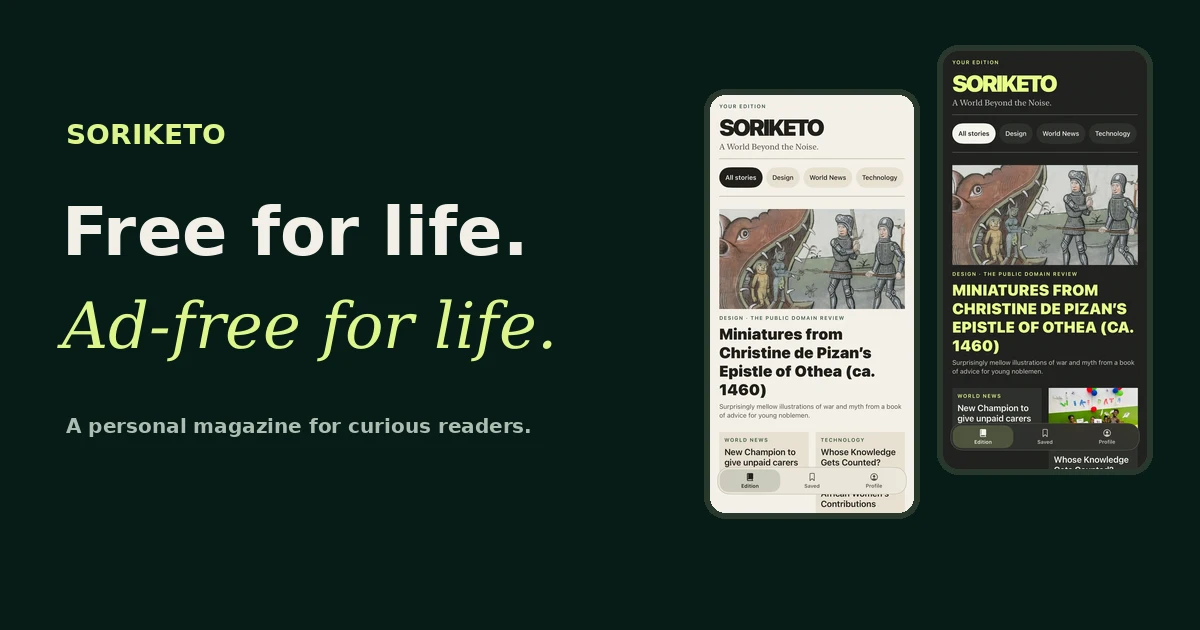 SORIKETO
Free for life.
Ad-free for life.
A personal magazine for curious readers.
YOUR EDITION
SORIKETO
A World Beyond the Noise.
All stories
Design
World News
Technology
DESIGN · THE PUBLIC DOMAIN REVIEW
Miniatures from
Christine de Pizan’s
Epistle of Othea (ca.
1460)
Surprisingly mellow illustrations of war and myth from a book
of advice for young noblemen.
WORLD NEWS
New Champion to
give unpaid carers
TECHNOLOGY
Whose Knowledge
Gets Counted?
African Women’s
Contributions
Edition
Saved
Profile
YOUR EDITION
SORIKETO
A World Beyond the Noise.
All stories
Design
World News
Technology
DESIGN · THE PUBLIC DOMAIN REVIEW
MINIATURES FROM
CHRISTINE DE PIZAN’S
EPISTLE OF OTHEA (CA.
1460)
Surprisingly mellow illustrations of war and myth from a book
of advice for young noblemen.
WORLD NEWS
New Champion to
give unpaid carers
Edition
Saved
Profile
Whose Knowledge
Gets Counted?